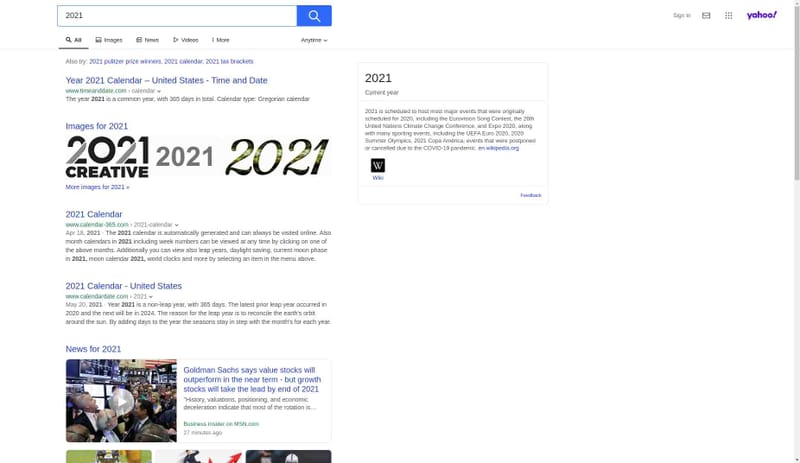 2021
Sign in
yahoo!
All
Images
News
Videos
More
Anytime
Also try: 2021 pulitzer prize winners, 2021 calendar, 2021 tax brackets
Year 2021 Calendar – United States - Time and Date
www.timeanddate.com › calendar
The year 2021 is a common year, with 365 days in total. Calendar type: Gregorian calendar
Images for 2021
2021
CREATIVE
2021
2021
More images for 2021 »
2021 Calendar
www.calendar-365.com › 2021-calendar
Apr 18, 2021 · The 2021 calendar is automatically generated and can always be visited online. Also
month calendars in 2021 including week numbers can be viewed at any time by clicking on one of
the above months. Additionally you can view also leap years, daylight saving, current moon phase
in 2021, moon calendar 2021, world clocks and more by selecting an item in the menu above.
2021 Calendar - United States
www.calendardate.com › 2021
May 20, 2021 · Year 2021 is a non-leap year, with 365 days. The latest prior leap year occurred in
2020 and the next will be in 2024. The reason for the leap year is to reconcile the earth's orbit
around the sun. By adding days to the year the seasons stay in step with the month's for each year.
News for 2021
Goldman Sachs says value stocks will
outperform in the near term - but growth
stocks will take the lead by end of 2021
"History, valuations, positioning, and economic
deceleration indicate that most of the rotation is...
Business Insider on MSN.com
27 minutes ago
2021
Current year
2021 is scheduled to host most major events that were originally
scheduled for 2020, including the Eurovision Song Contest, the 26th
United Nations Climate Change Conference, and Expo 2020, along
with many sporting events, including the UEFA Euro 2020, 2020
Summer Olympics, 2021 Copa América; events that were postponed
or cancelled due to the COVID-19 pandemic. en.wikipedia.org
W
Wiki
Feedback